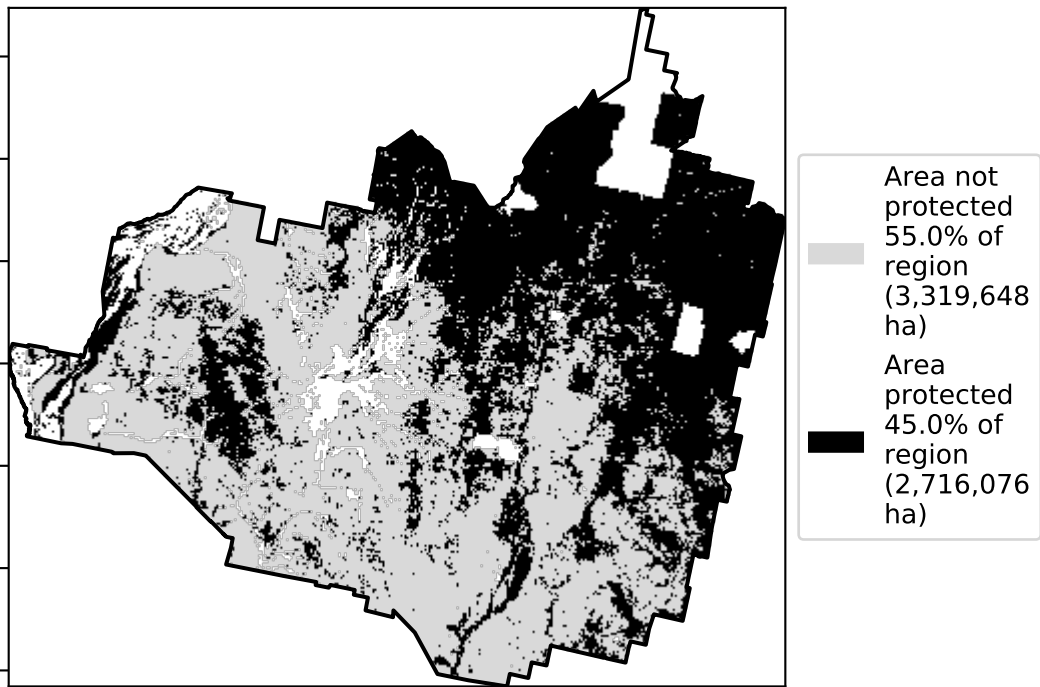 Area not
protected
55.0% of
region
(3,319,648
ha)
Area
protected
45.0% of
region
(2,716,076
ha)